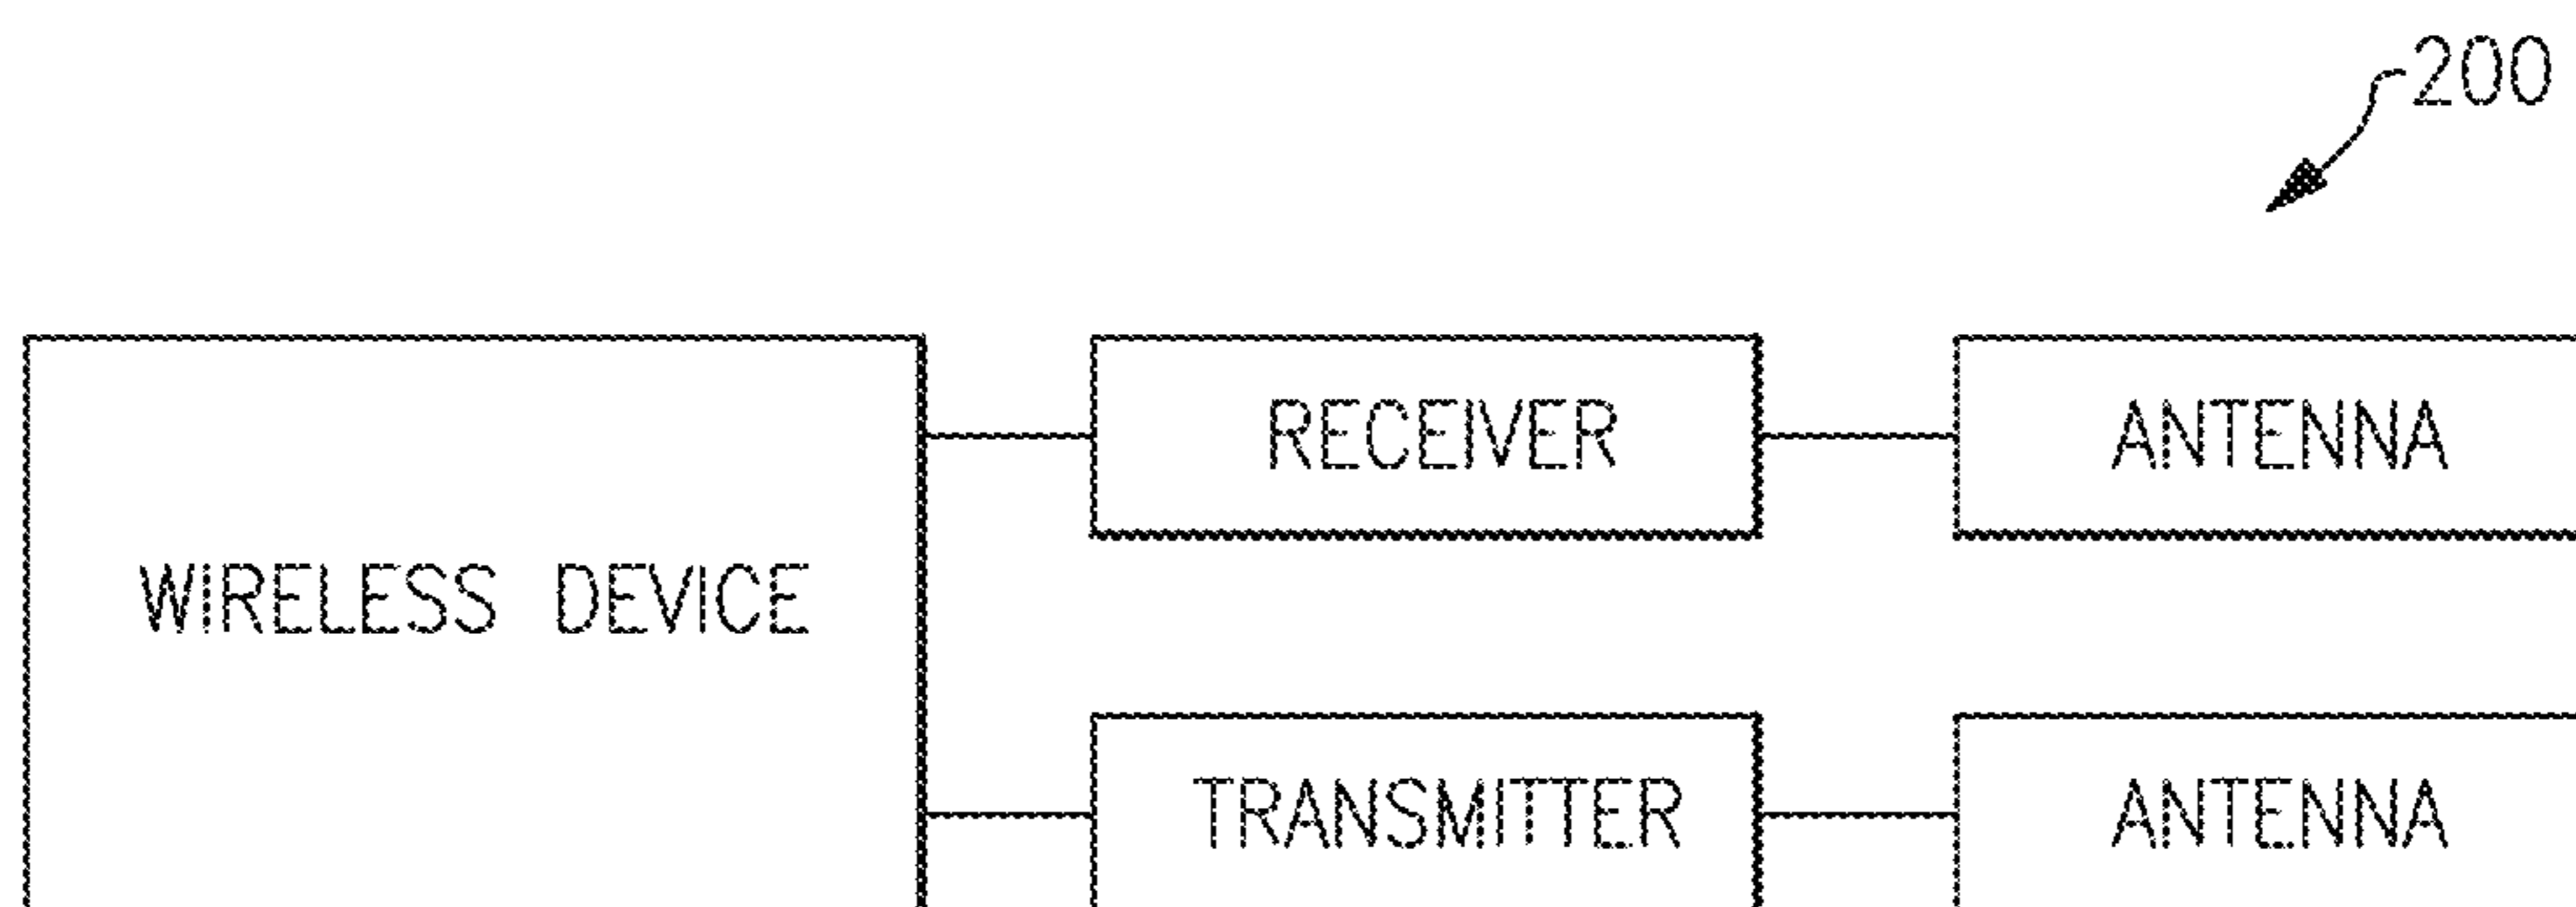 200
RECEIVER ANTENNA
WIRELESS DEVICE
TRANSMITTER ANTENNA